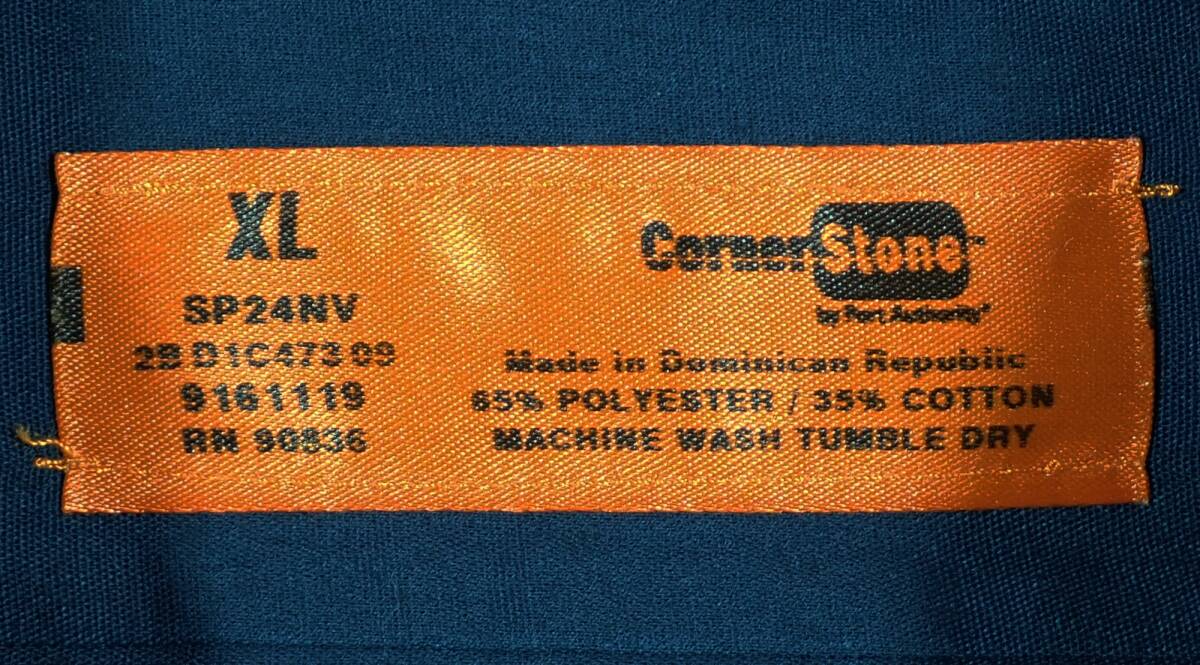 XL
SP24NV
2B D1C473 09
9161119
RN 90836
CornerStone™
by Port Authority®
Made in Dominican Republic
65% POLYESTER / 35% COTTON
MACHINE WASH TUMBLE DRY